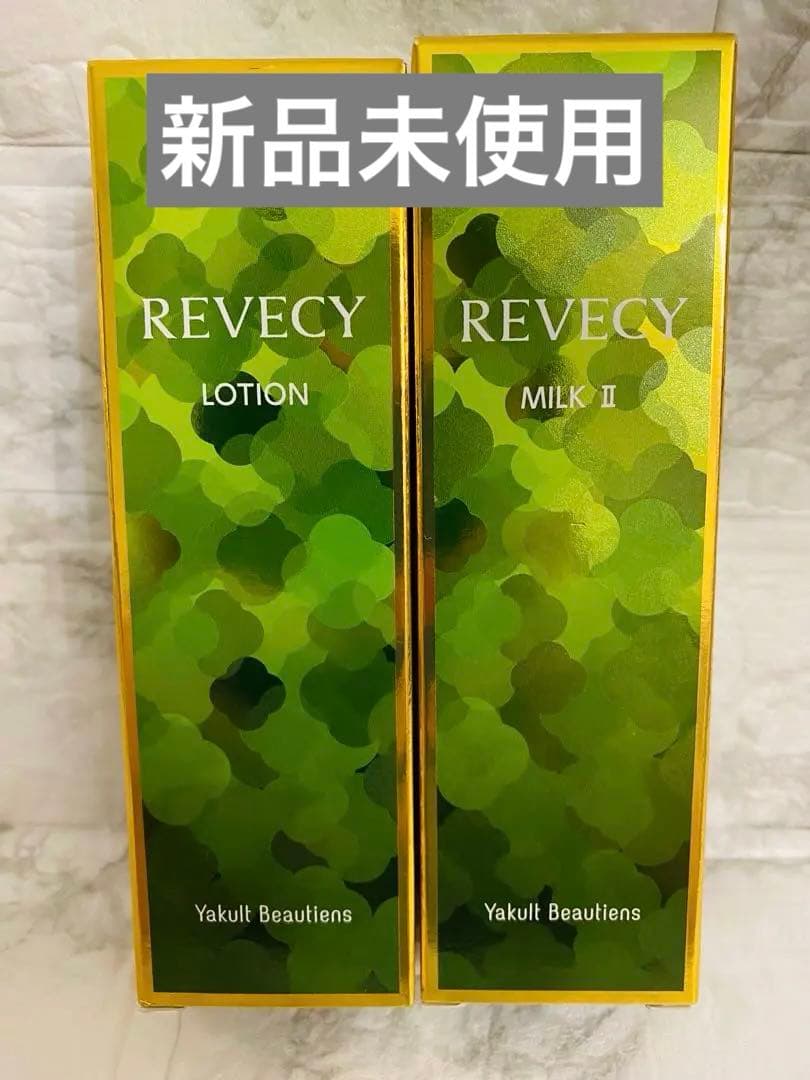 新品未使用
REVECY
LOTION
Yakult Beautiens
REVECY
MILK Ⅱ
Yakult Beautiens